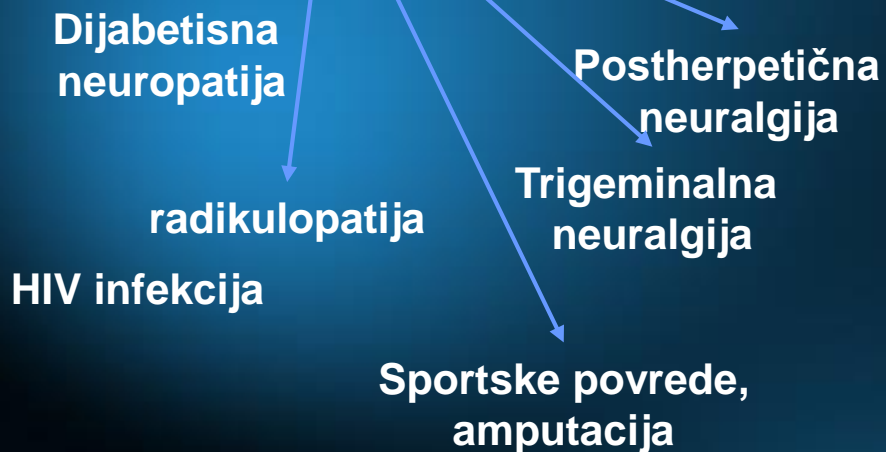 Dijabetisna
neuropatija
Postherpetična
neuralgija
radikulopatija
Trigeminalna
neuralgija
HIV infekcija
Sportske povrede,
amputacija